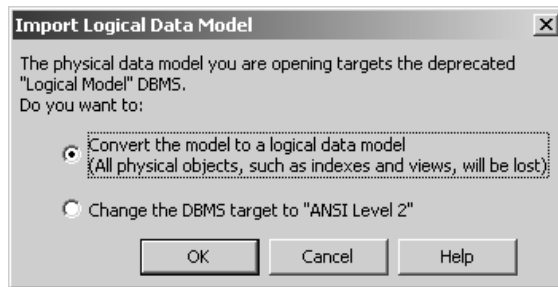 Import Logical Data Model
The physical data model you are opening targets the deprecated
"Logical Model" DBMS.
Do you want to:
Convert the model to a logical data model
(All physical objects, such as indexes and views, will be lost)
Change the DBMS target to "ANSI Level 2"
OK Cancel Help